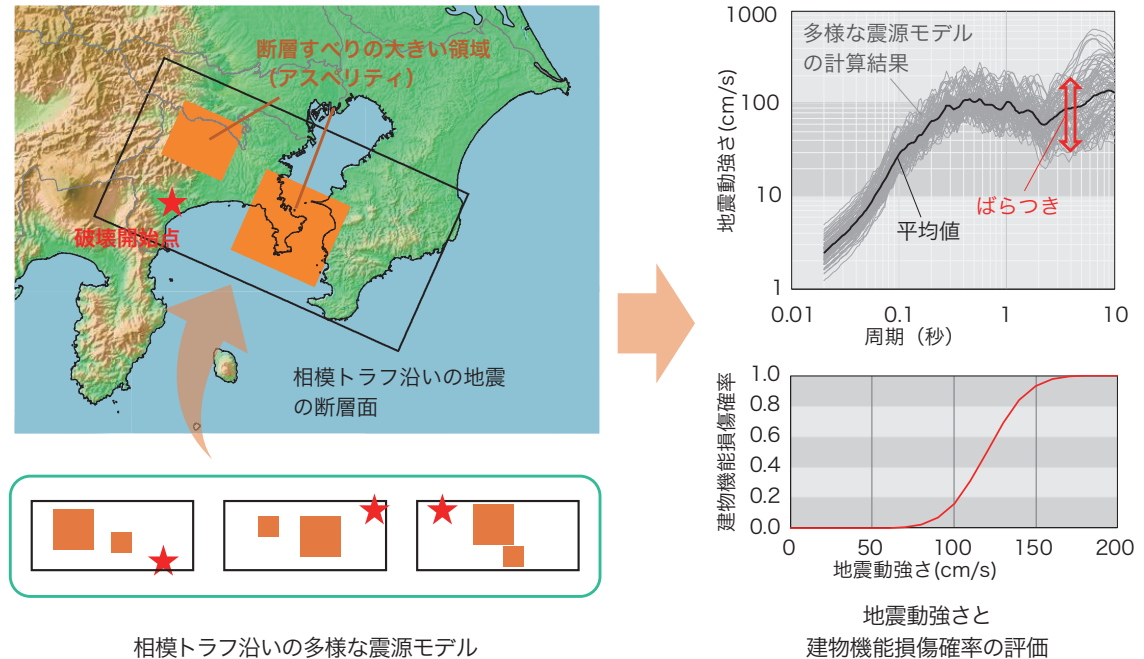 断層すべりの大きい領域
（アスペリティ）
破壊開始点
相模トラフ沿いの地震
の断層面
相模トラフ沿いの多様な震源モデル
1000
100
10
1
地震動強さ(cm/s)
多様な震源モデル
の計算結果
ばらつき
平均値
0.01
0.1
1
10
周期（秒）
建物機能損傷確率
1.0
0.8
0.6
0.4
0.2
0.0
0
50
100
150
200
地震動強さ(cm/s)
地震動強さと
建物機能損傷確率の評価